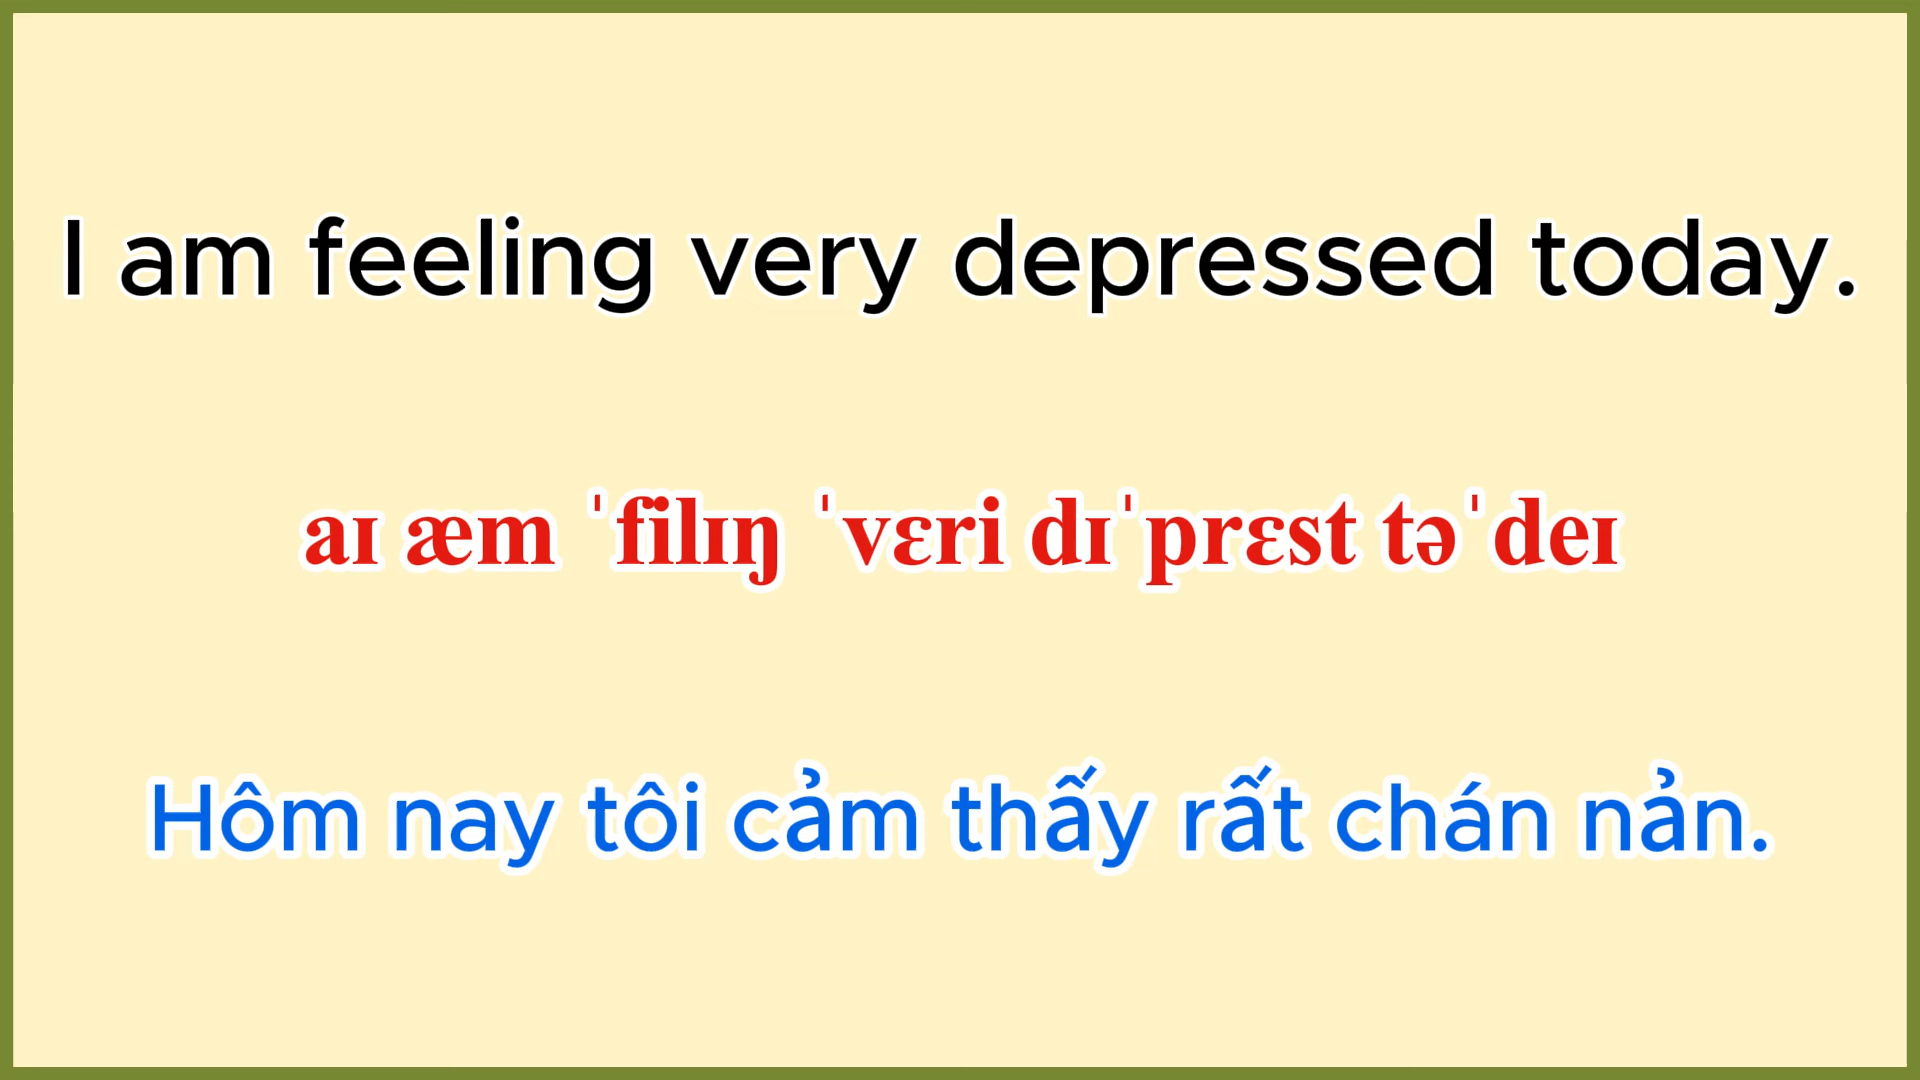 I am feeling very depressed today.
aɪ æm ˈfilɪŋ ˈvɛri dɪˈprɛst təˈdeɪ
Hôm nay tôi cảm thấy rất chán nản.